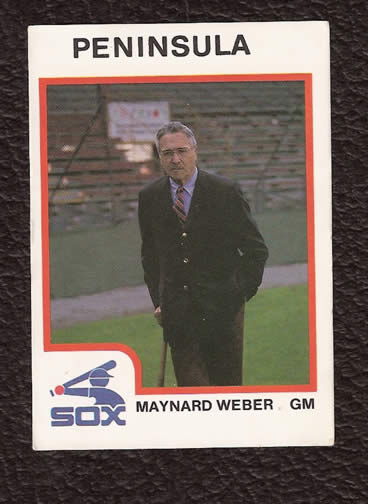 PENINSULA
SOX
MAYNARD WEBER . GM